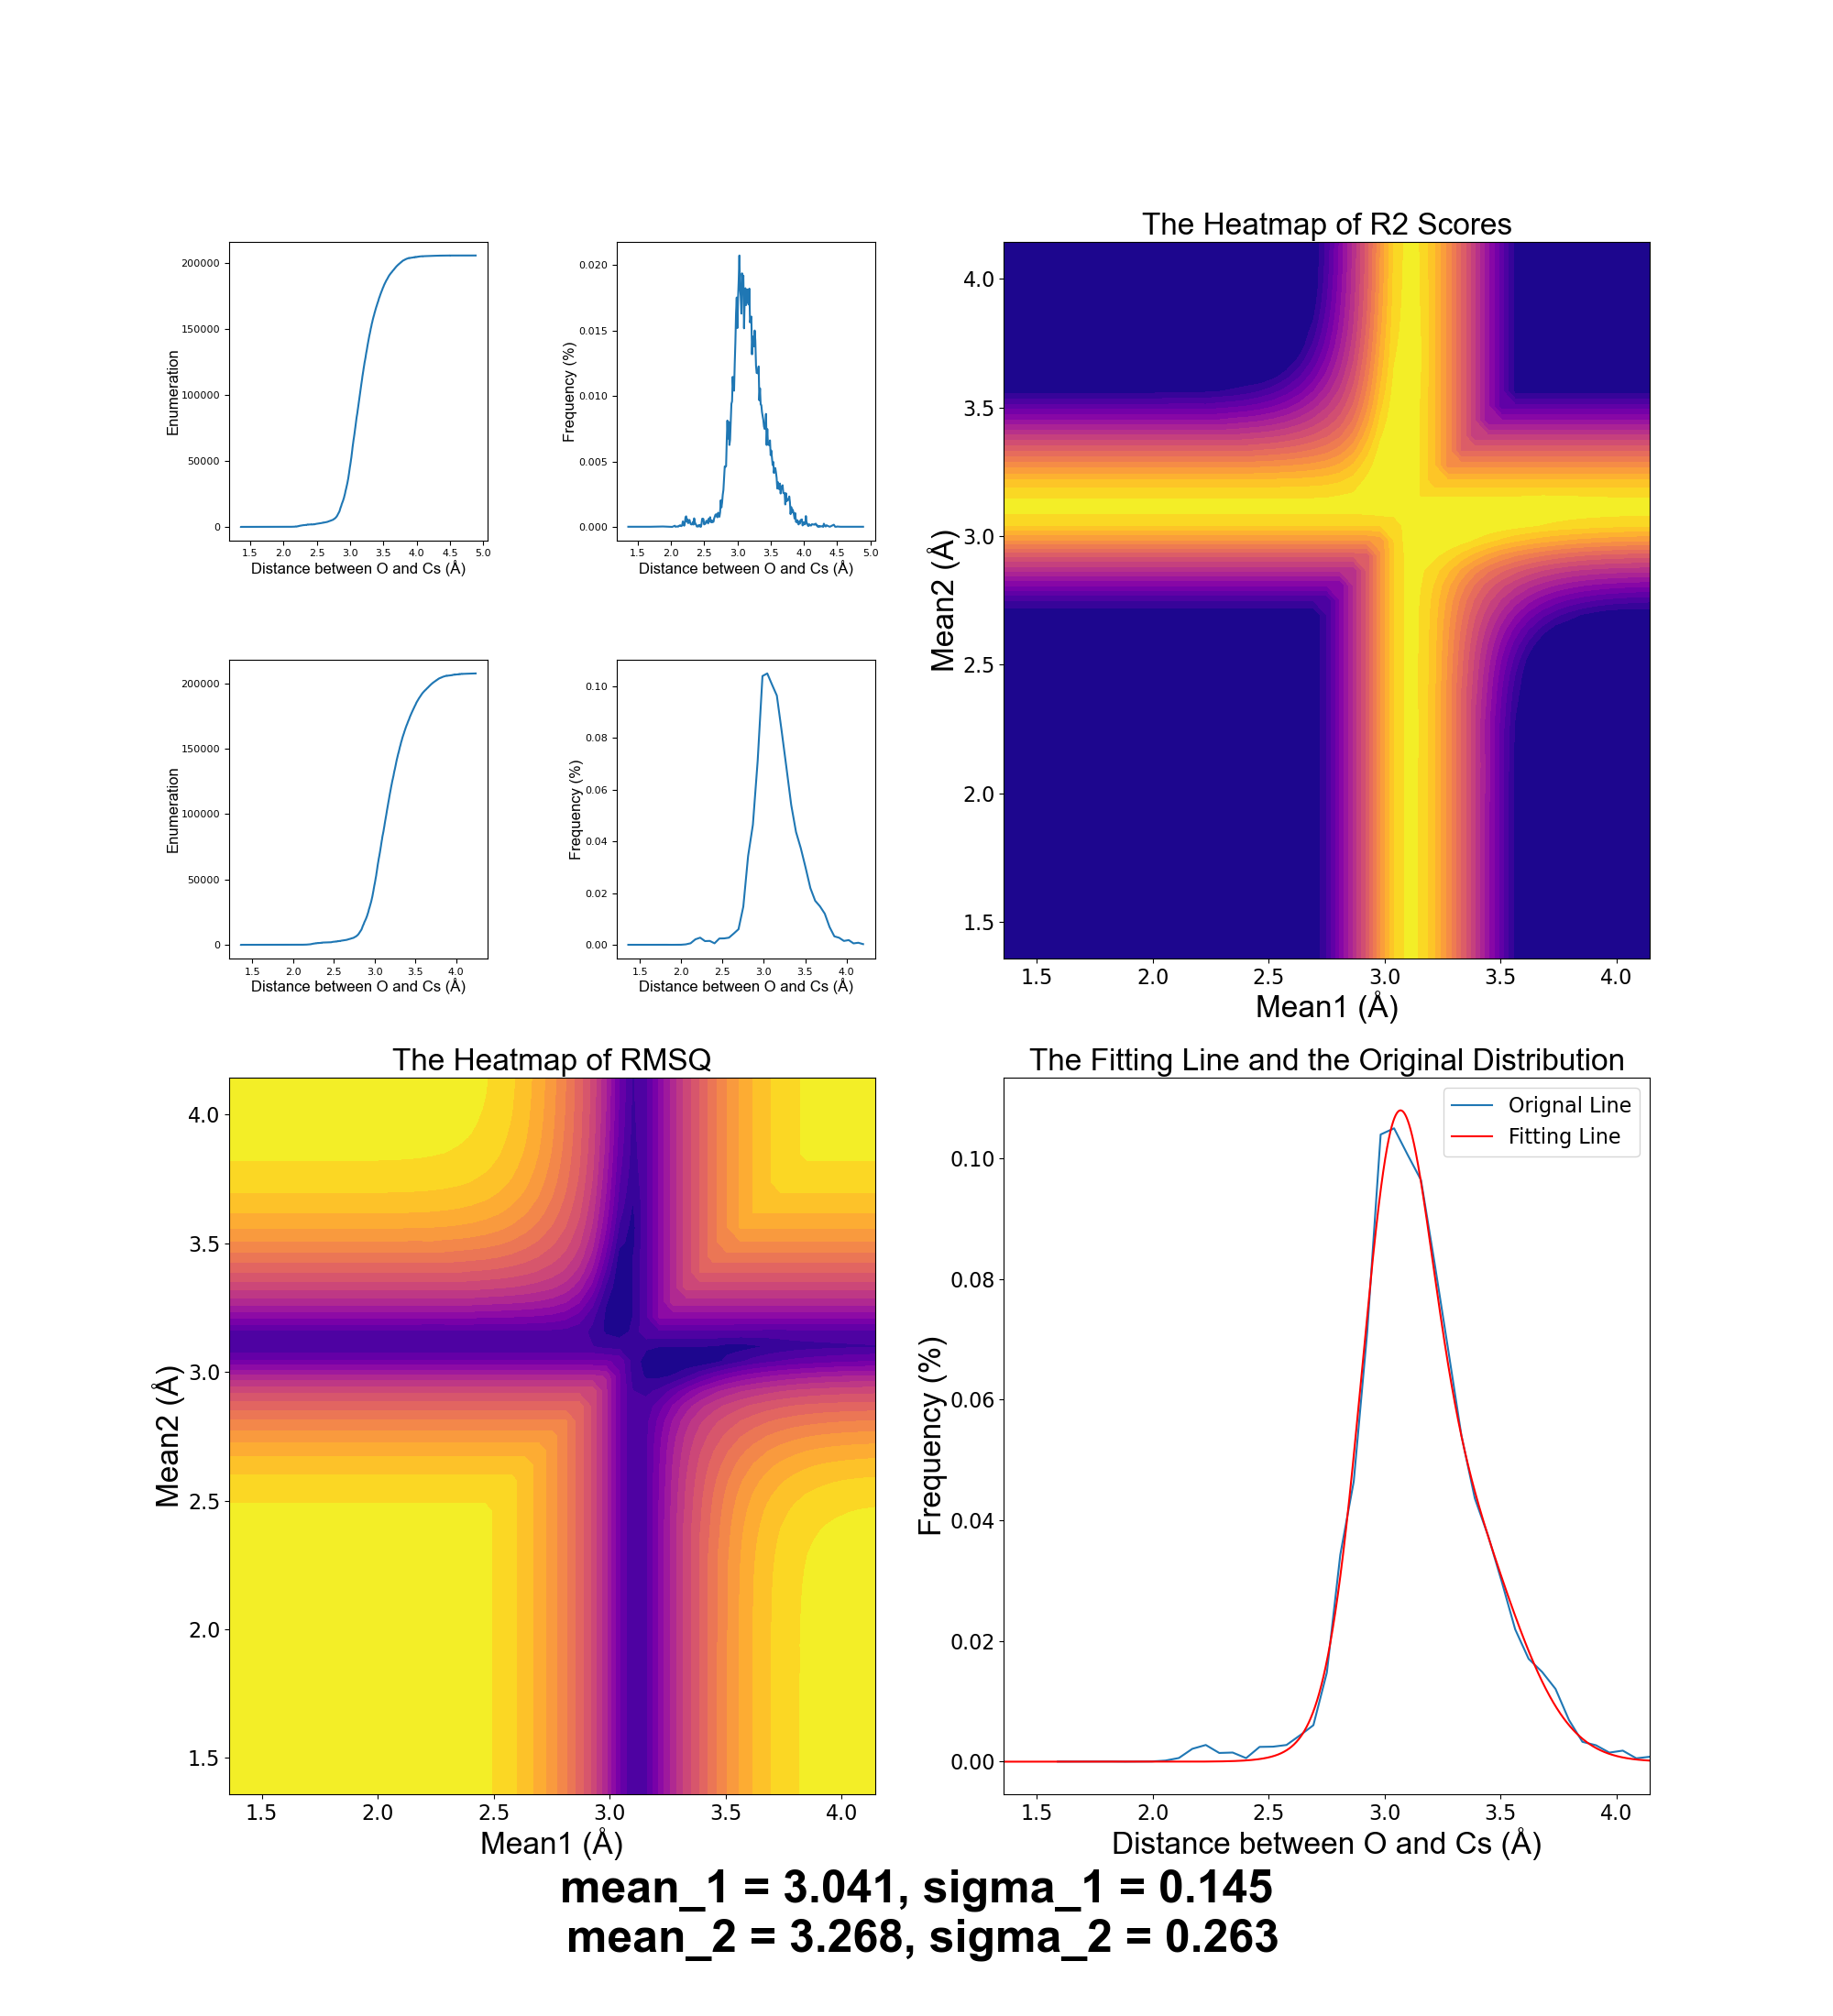 Enumeration
200000
150000
100000
50000
0
1.5 2.0 2.5 3.0 3.5 4.0 4.5 5.0
Distance between O and Cs (Å)
Frequency (%)
0.020
0.015
0.010
0.005
0.000
1.5 2.0 2.5 3.0 3.5 4.0 4.5 5.0
Distance between O and Cs (Å)
The Heatmap of R2 Scores
Mean2 (Å)
4.0
3.5
3.0
2.5
2.0
1.5
1.5 2.0 2.5 3.0 3.5 4.0
Mean1 (Å)
Enumeration
200000
150000
100000
50000
0
1.5 2.0 2.5 3.0 3.5 4.0
Distance between O and Cs (Å)
Frequency (%)
0.10
0.08
0.06
0.04
0.02
0.00
1.5 2.0 2.5 3.0 3.5 4.0
Distance between O and Cs (Å)
The Heatmap of RMSQ
Mean2 (Å)
4.0
3.5
3.0
2.5
2.0
1.5
1.5 2.0 2.5 3.0 3.5 4.0
Mean1 (Å)
The Fitting Line and the Original Distribution
Orignal Line
Fitting Line
Frequency (%)
0.10
0.08
0.06
0.04
0.02
0.00
1.5 2.0 2.5 3.0 3.5 4.0
Distance between O and Cs (Å)
mean_1 = 3.041, sigma_1 = 0.145
mean_2 = 3.268, sigma_2 = 0.263